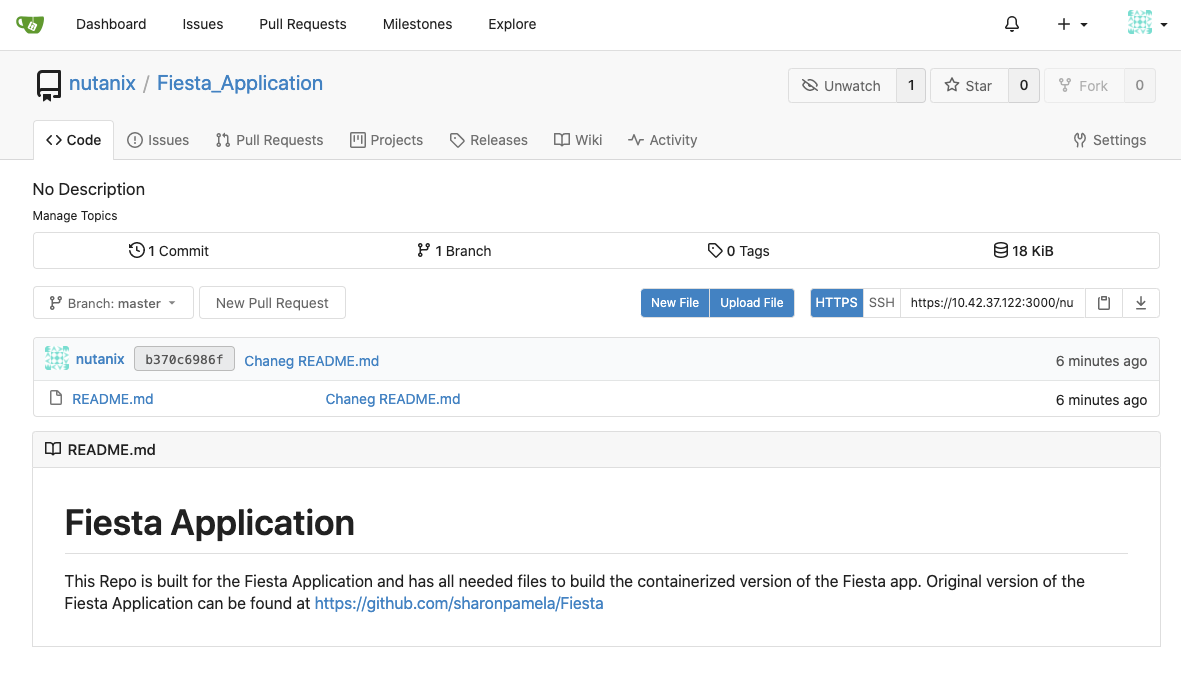 Dashboard Issues Pull Requests Milestones Explore
nutanix / Fiesta_Application
Unwatch 1 Star 0 Fork 0
Code Issues Pull Requests Projects Releases Wiki Activity Settings
No Description
Manage Topics
1 Commit 1 Branch 0 Tags 18 KiB
Branch: master New Pull Request New File Upload File HTTPS SSH https://10.42.37.122:3000/nu
nutanix b370c6986f Chaneg README.md 6 minutes ago
README.md Chaneg README.md 6 minutes ago
README.md
Fiesta Application
This Repo is built for the Fiesta Application and has all needed files to build the containerized version of the Fiesta app. Original version of the
Fiesta Application can be found at https://github.com/sharonpamela/Fiesta